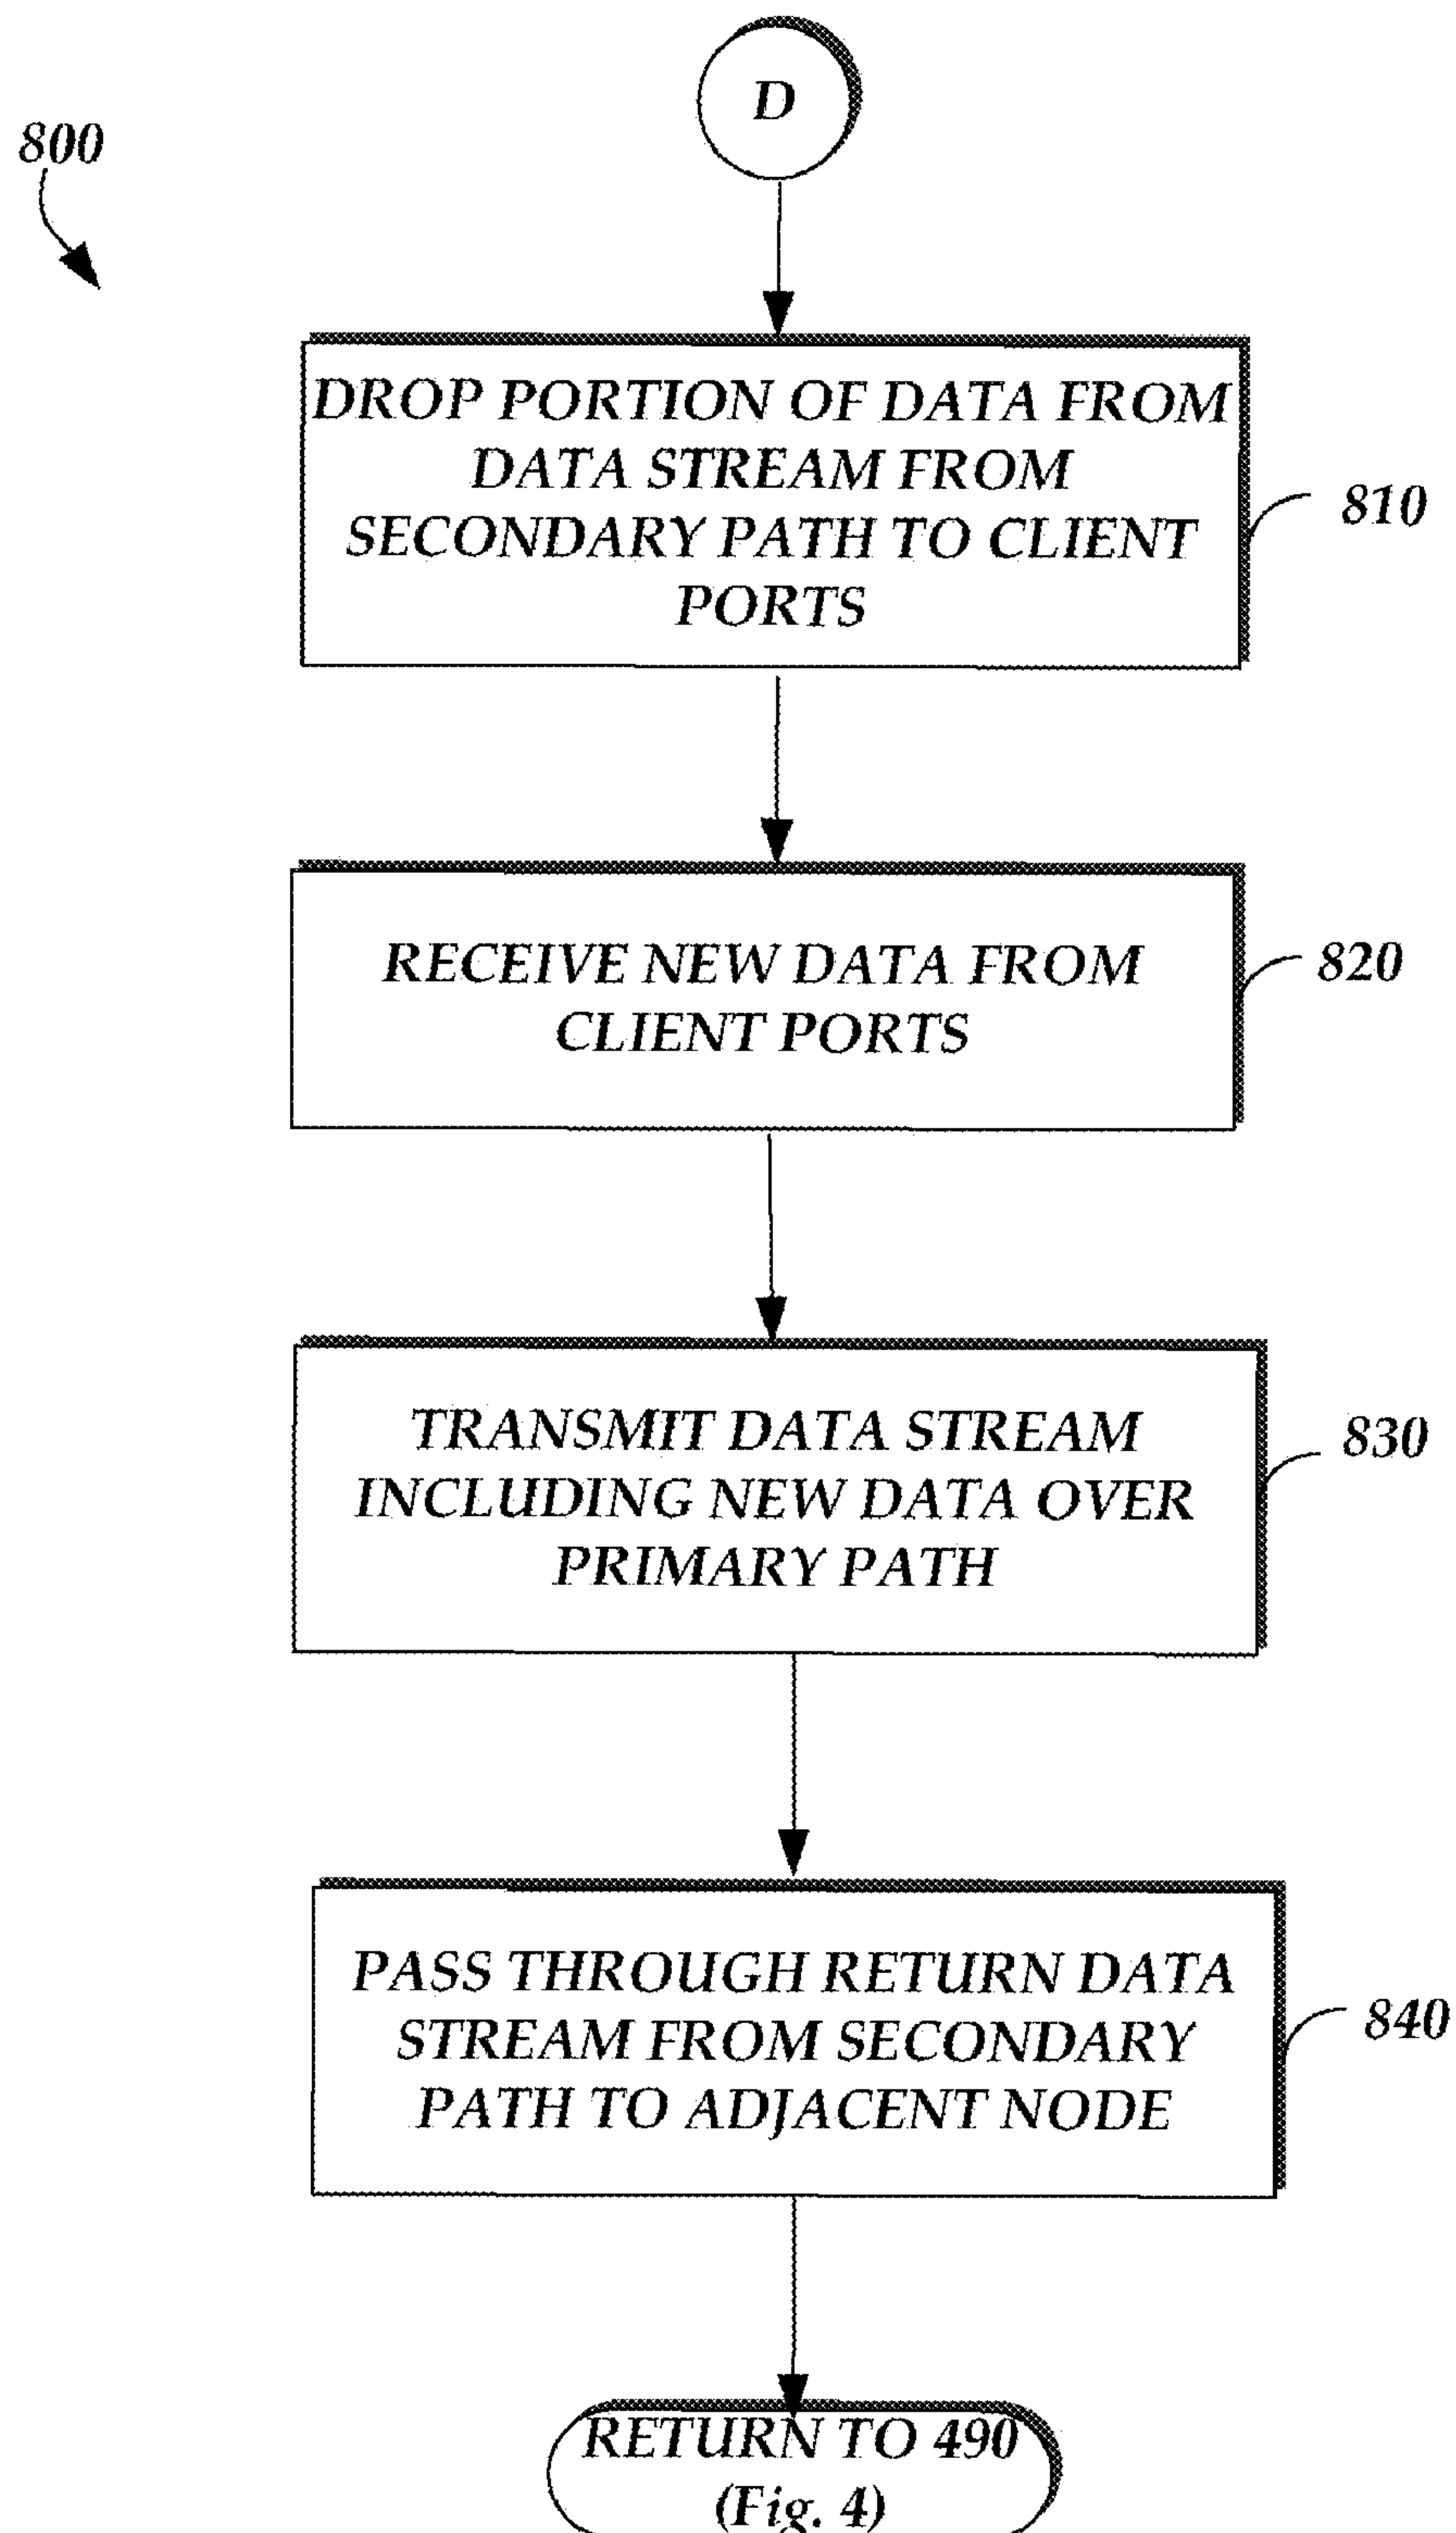 D
800
DROP PORTION OF DATA FROM
DATA STREAM FROM
SECONDARY PATH TO CLIENT
PORTS
810
RECEIVE NEW DATA FROM
CLIENT PORTS
820
TRANSMIT DATA STREAM
INCLUDING NEW DATA OVER
PRIMARY PATH
830
PASS THROUGH RETURN DATA
STREAM FROM SECONDARY
PATH TO ADJACENT NODE
840
RETURN TO 490
(Fig. 4)